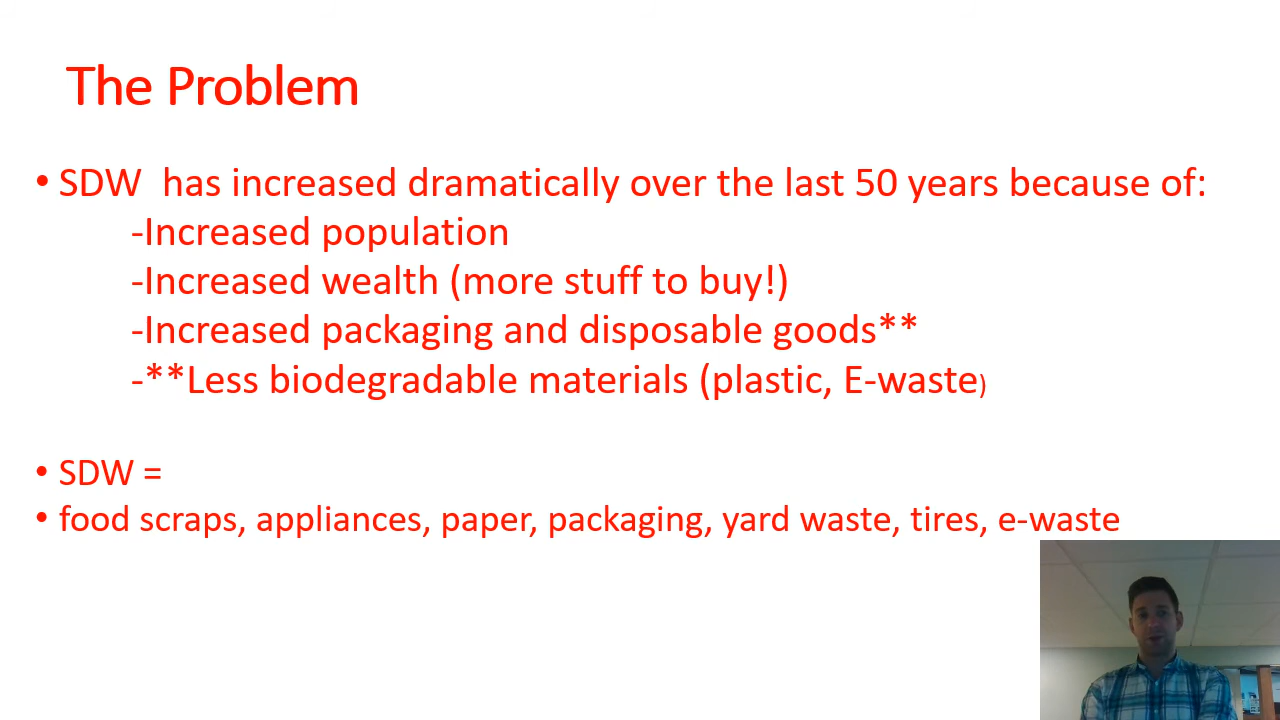 The Problem
• SDW  has increased dramatically over the last 50 years because of:
-Increased population
-Increased wealth (more stuff to buy!)
-Increased packaging and disposable goods**
-**Less biodegradable materials (plastic, E-waste)
• SDW =
• food scraps, appliances, paper, packaging, yard waste, tires, e-waste